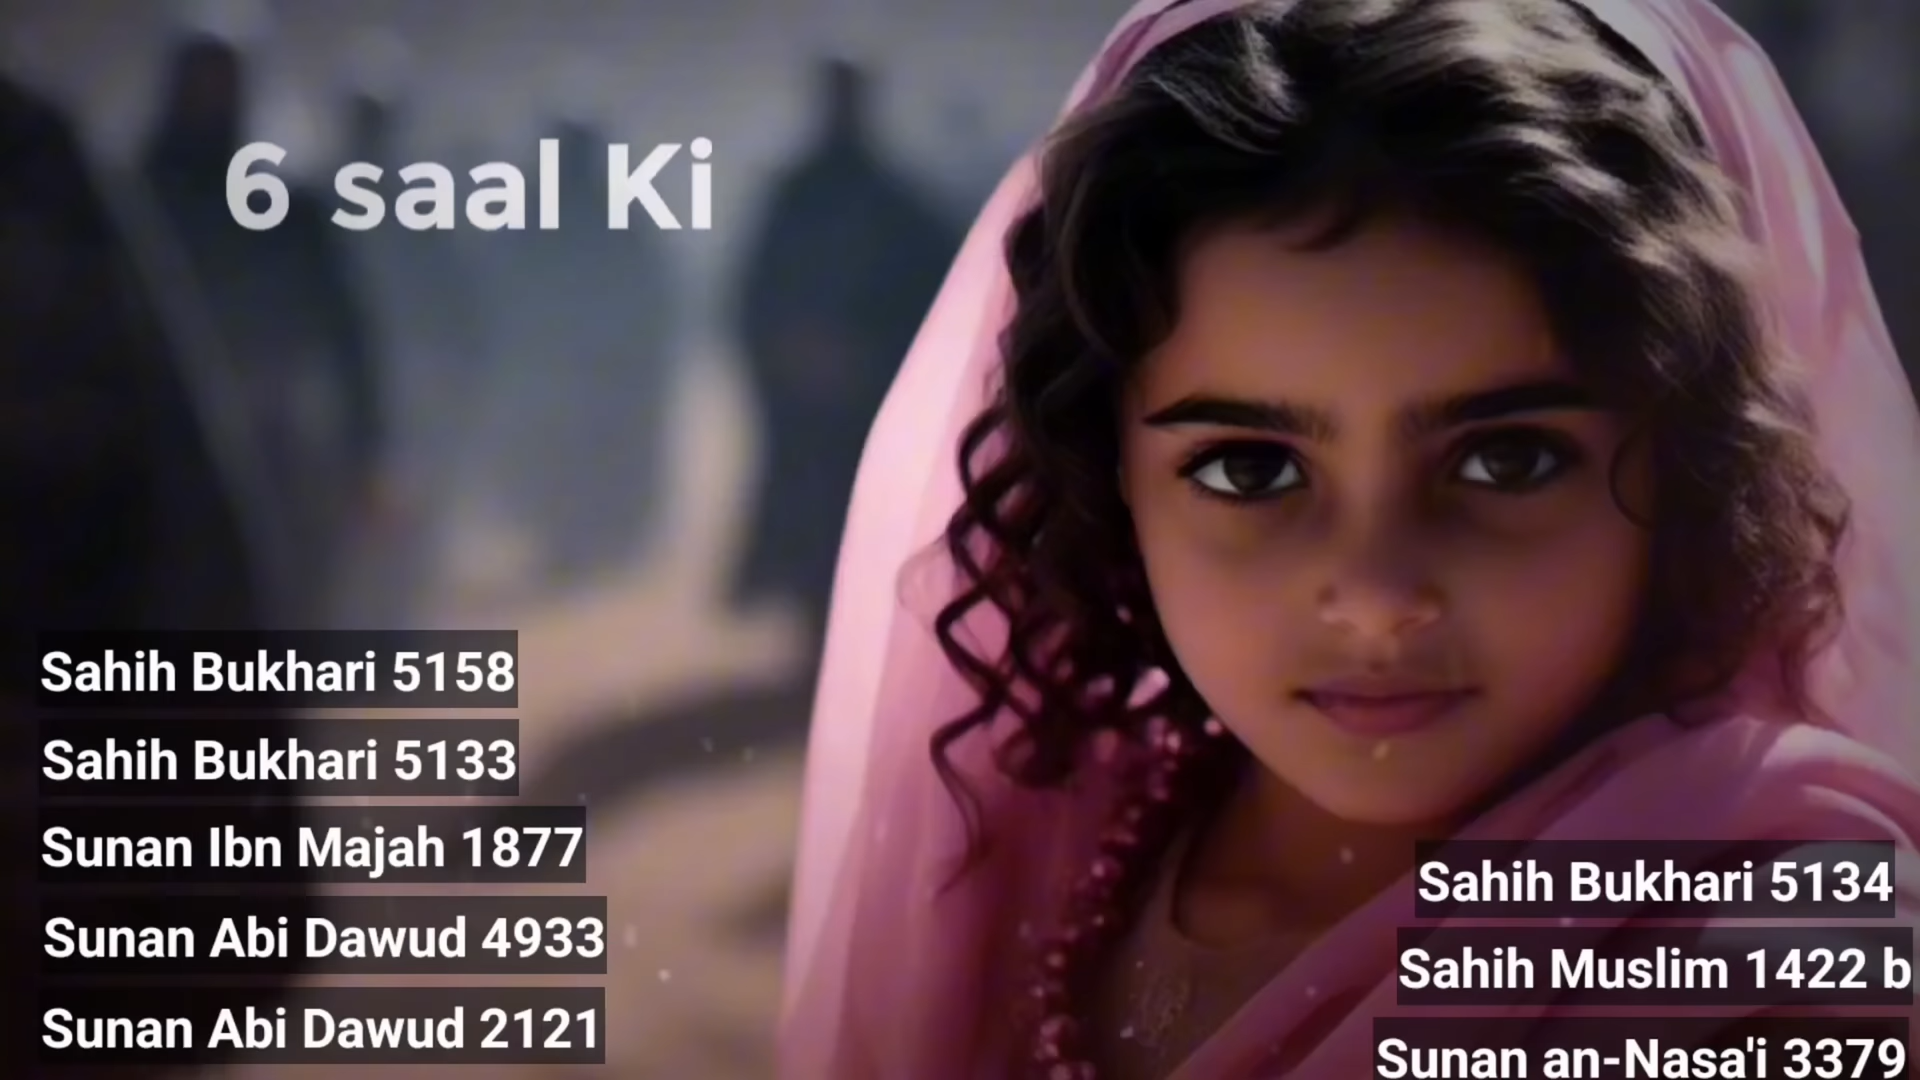 6 saal Ki
Sahih Bukhari 5158
Sahih Bukhari 5133
Sunan Ibn Majah 1877
Sunan Abi Dawud 4933
Sunan Abi Dawud 2121
Sahih Bukhari 5134
Sahih Muslim 1422 b
Sunan an-Nasa'i 3379